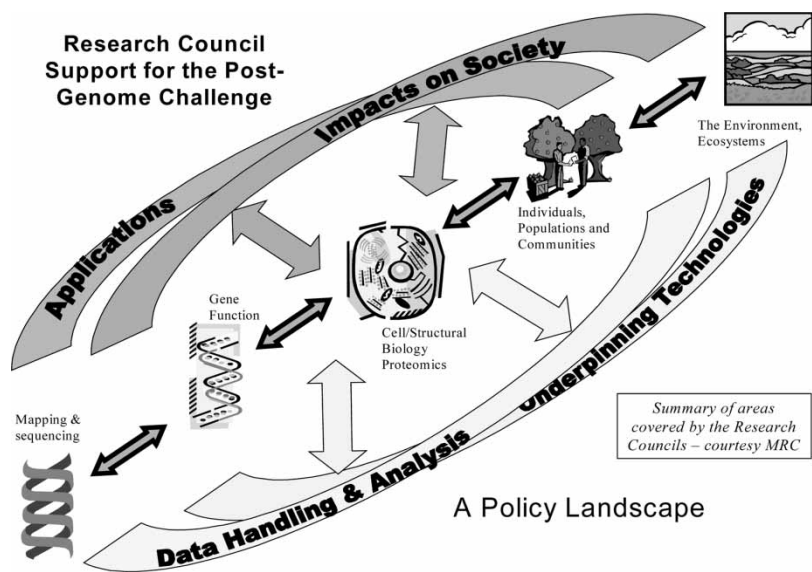 Research Council
Support for the Post-
Genome Challenge
Impacts on Society
Applications
The Environment,
Ecosystems
Individuals,
Populations and
Communities
Gene
Function
Cell/Structural
Biology
Proteomics
Mapping &
sequencing
Underpinning Technologies
Data Handling & Analysis
Summary of areas
covered by the Research
Councils – courtesy MRC
A Policy Landscape